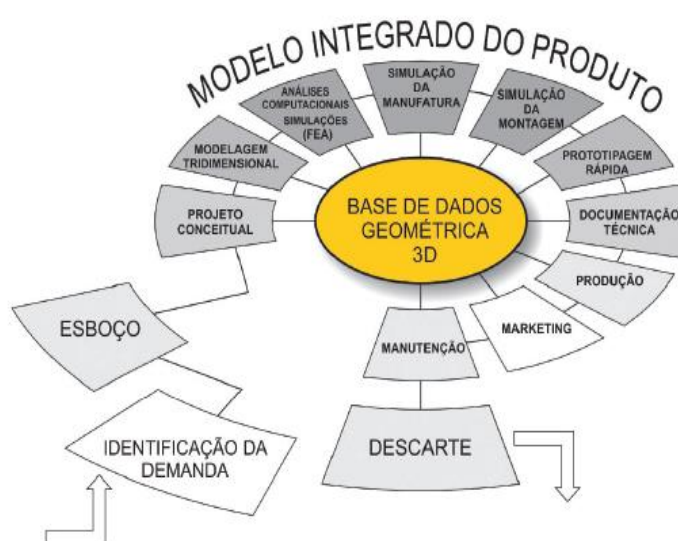 MODELO INTEGRADO DO PRODUTO
ANÁLISES
COMPUTACIONAIS
SIMULAÇÕES
(FEA)
SIMULAÇÃO
DA
MANUFATURA
SIMULAÇÃO
DA
MONTAGEM
MODELAGEM
TRIDIMENSIONAL
PROTOTIPAGEM
RÁPIDA
PROJETO
CONCEITUAL
BASE DE DADOS
GEOMÉTRICA
3D
DOCUMENTAÇÃO
TÉCNICA
PRODUÇÃO
ESBOÇO
MARKETING
MANUTENÇÃO
IDENTIFICAÇÃO DA
DEMANDA
DESCARTE